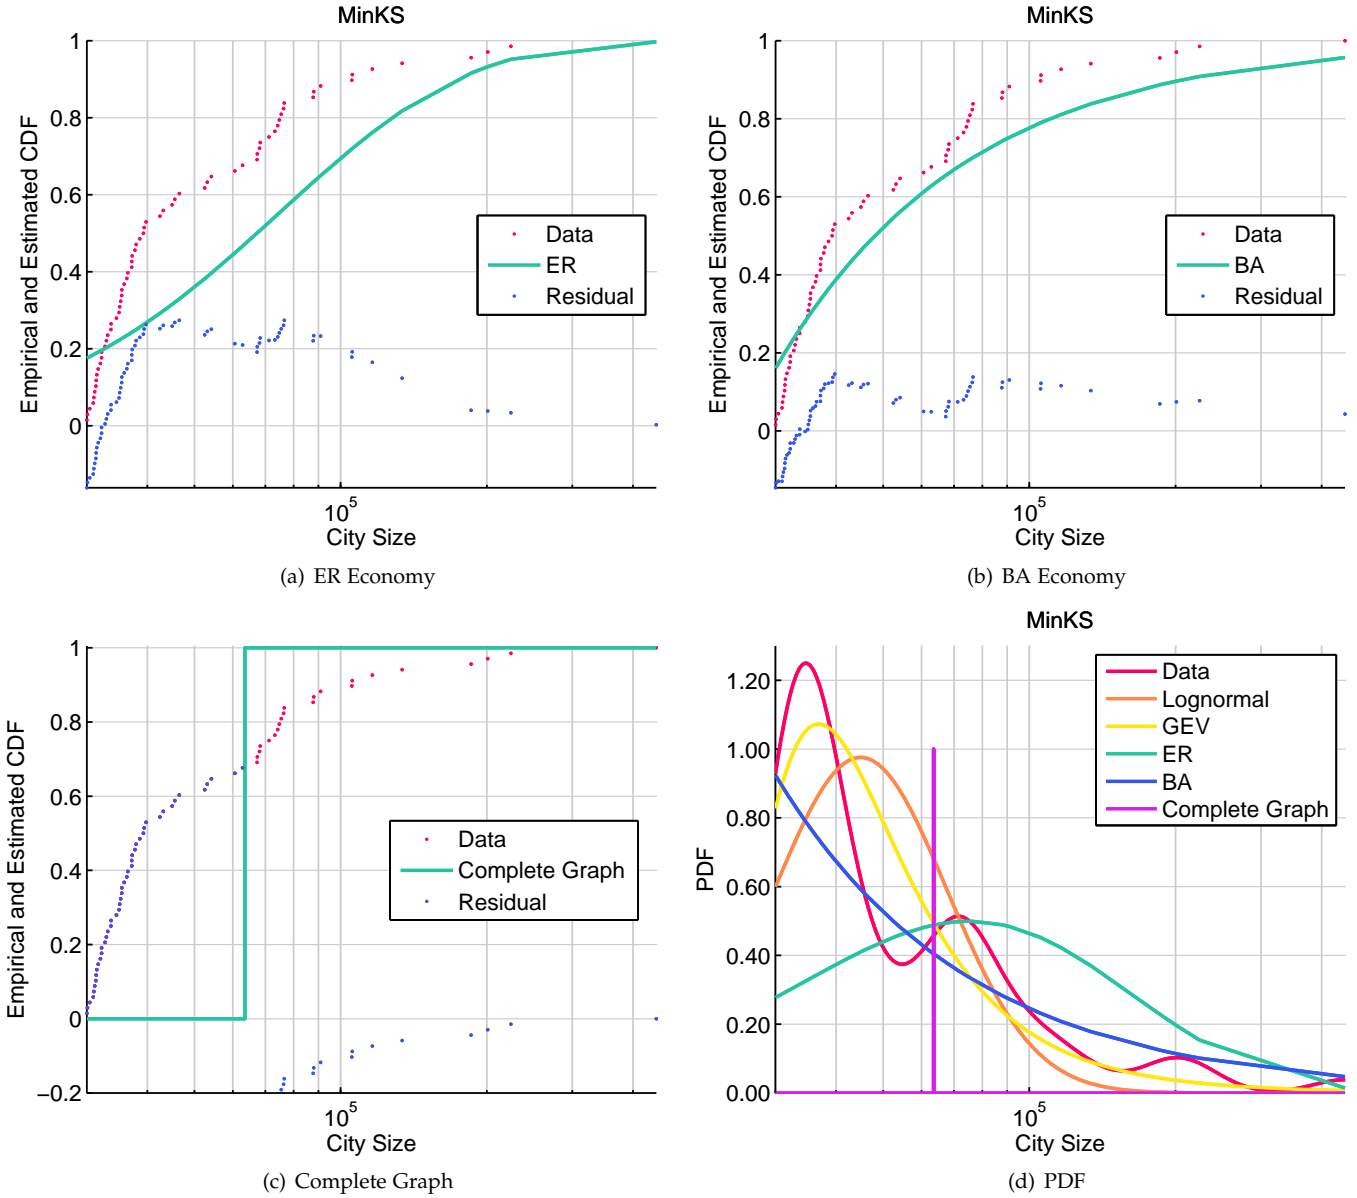 MinKS
Empirical and Estimated CDF
1
0.8
0.6
0.4
0.2
0
Data
ER
Residual
10^5
City Size
(a) ER Economy
MinKS
Empirical and Estimated CDF
1
0.8
0.6
0.4
0.2
0
Data
BA
Residual
10^5
City Size
(b) BA Economy
Empirical and Estimated CDF
1
0.8
0.6
0.4
0.2
0
−0.2
Data
Complete Graph
Residual
10^5
City Size
(c) Complete Graph
MinKS
PDF
1.20
1.00
0.80
0.60
0.40
0.20
0.00
Data
Lognormal
GEV
ER
BA
Complete Graph
10^5
City Size
(d) PDF